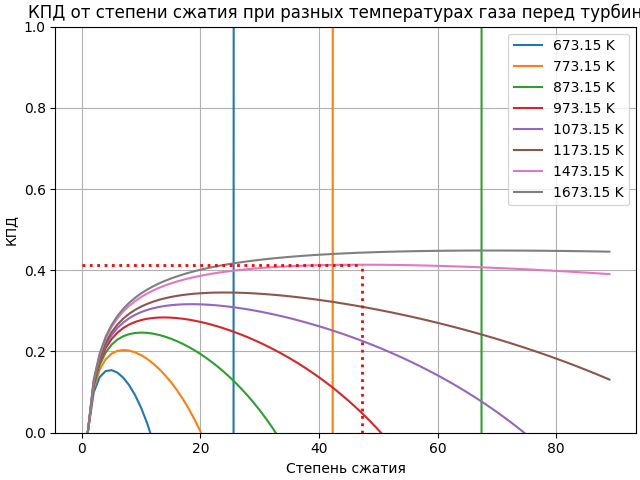 КПД от степени сжатия при разных температурах газа перед турбин
1.0
0.8
0.6
0.4
0.2
0.0
КПД
0
20
40
60
80
Степень сжатия
673.15 K
773.15 K
873.15 K
973.15 K
1073.15 K
1173.15 K
1473.15 K
1673.15 K